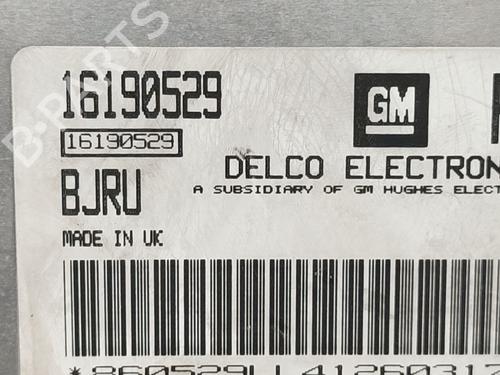 16190529
16190529
BJRU
MADE IN UK
GM
DELCO ELECTRON
A SUBSIDIARY OF GM HUGHES ELECT
B-PARTS